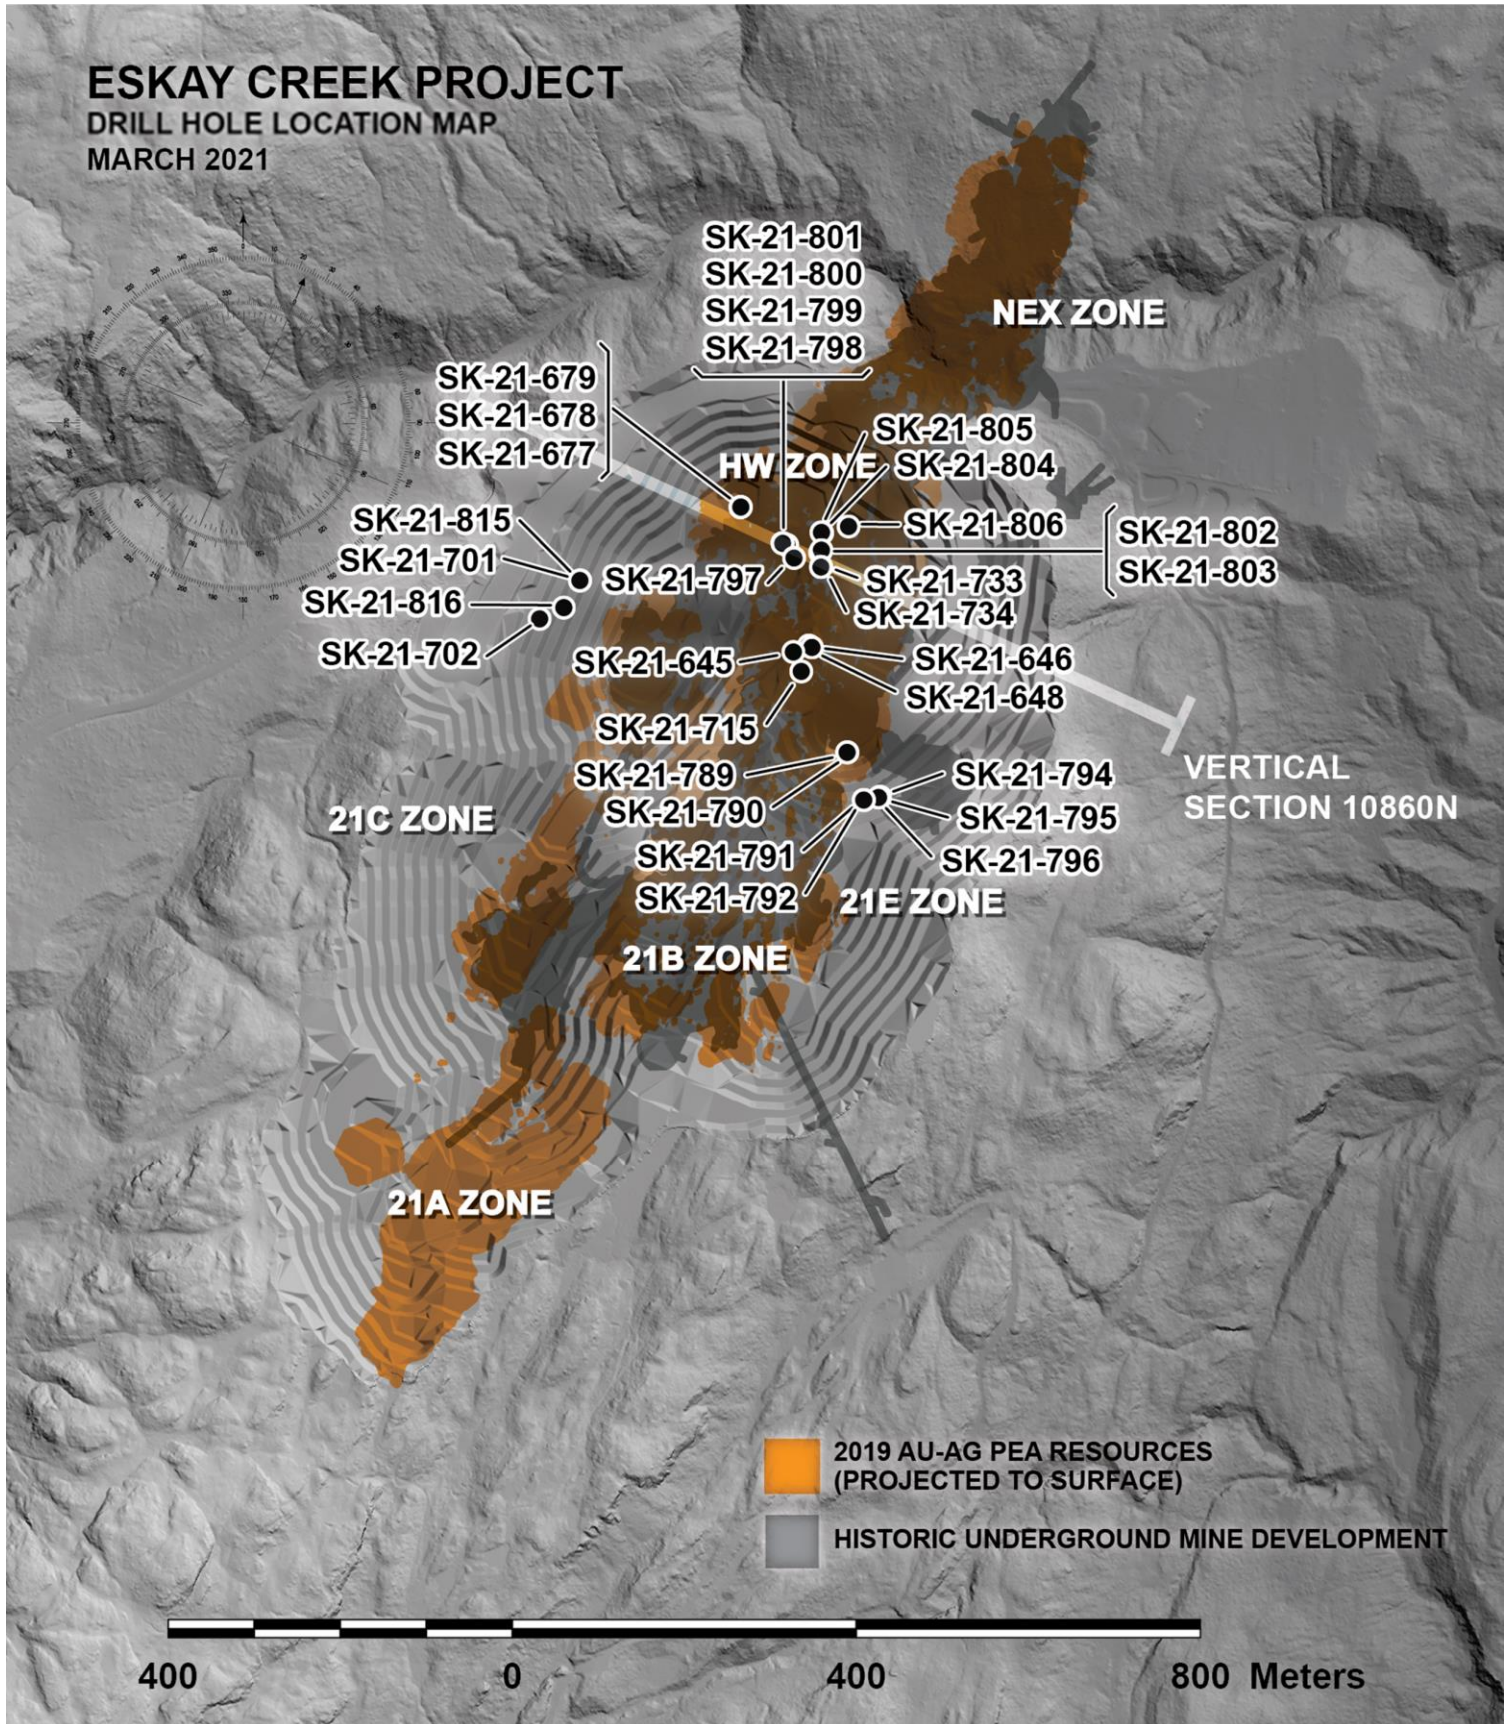 ESKAY CREEK PROJECT
DRILL HOLE LOCATION MAP
MARCH 2021
SK-21-801
SK-21-800
SK-21-799
SK-21-798
NEX ZONE
SK-21-679
SK-21-678
SK-21-677
SK-21-805
HW ZONE
SK-21-804
SK-21-815
SK-21-806
SK-21-802
SK-21-701
SK-21-803
SK-21-797
SK-21-733
SK-21-816
SK-21-734
SK-21-702
SK-21-645
SK-21-646
SK-21-648
SK-21-715
SK-21-789
SK-21-794
VERTICAL
SECTION 10860N
SK-21-790
21C ZONE
SK-21-795
SK-21-791
SK-21-796
SK-21-792
21E ZONE
21B ZONE
21A ZONE
2019 AU-AG PEA RESOURCES
(PROJECTED TO SURFACE)
HISTORIC UNDERGROUND MINE DEVELOPMENT
400 0 400 800 Meters